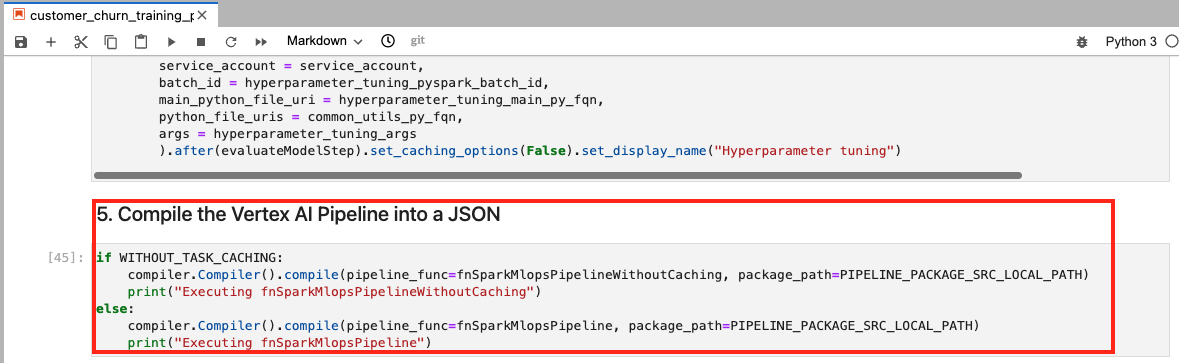 customer_churn_training_p
Markdown
git
Python 3
service_account = service_account,
batch_id = hyperparameter_tuning_pyspark_batch_id,
main_python_file_uri = hyperparameter_tuning_main_py_fqn,
python_file_uris = common_utils_py_fqn,
args = hyperparameter_tuning_args
).after(evaluateModelStep).set_caching_options(False).set_display_name("Hyperparameter tuning")
5. Compile the Vertex AI Pipeline into a JSON
[45]:
if WITHOUT_TASK_CACHING:
compiler.Compiler().compile(pipeline_func=fnSparkMlopsPipelineWithoutCaching, package_path=PIPELINE_PACKAGE_SRC_LOCAL_PATH)
print("Executing fnSparkMlopsPipelineWithoutCaching")
else:
compiler.Compiler().compile(pipeline_func=fnSparkMlopsPipeline, package_path=PIPELINE_PACKAGE_SRC_LOCAL_PATH)
print("Executing fnSparkMlopsPipeline")